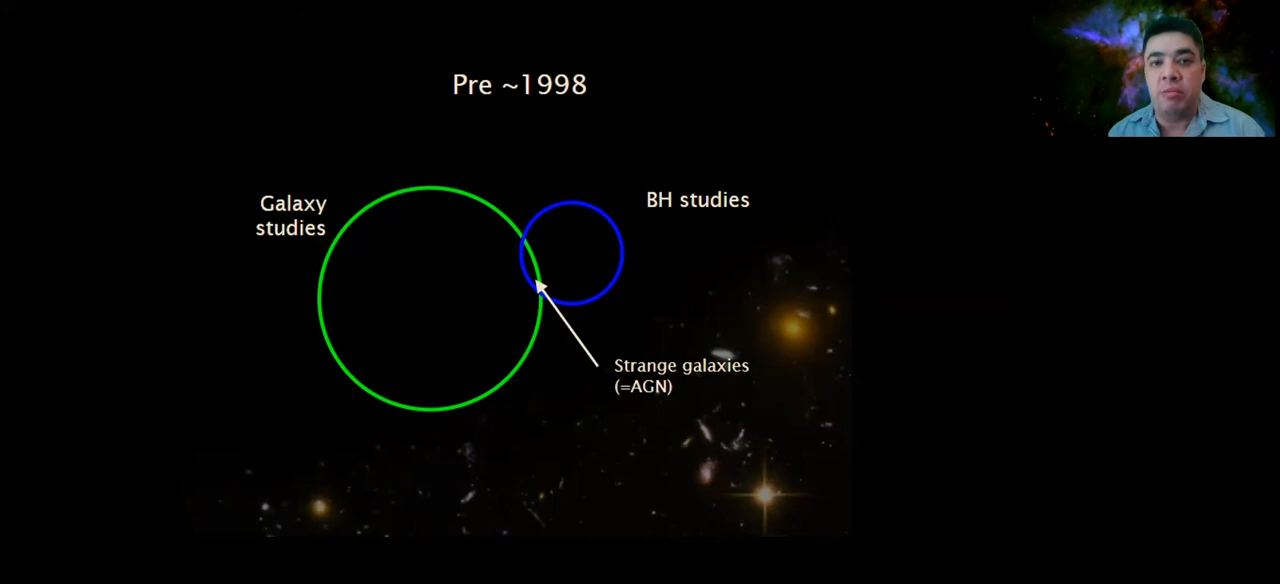 Pre ~1998
Galaxy
studies
BH studies
Strange galaxies
(=AGN)